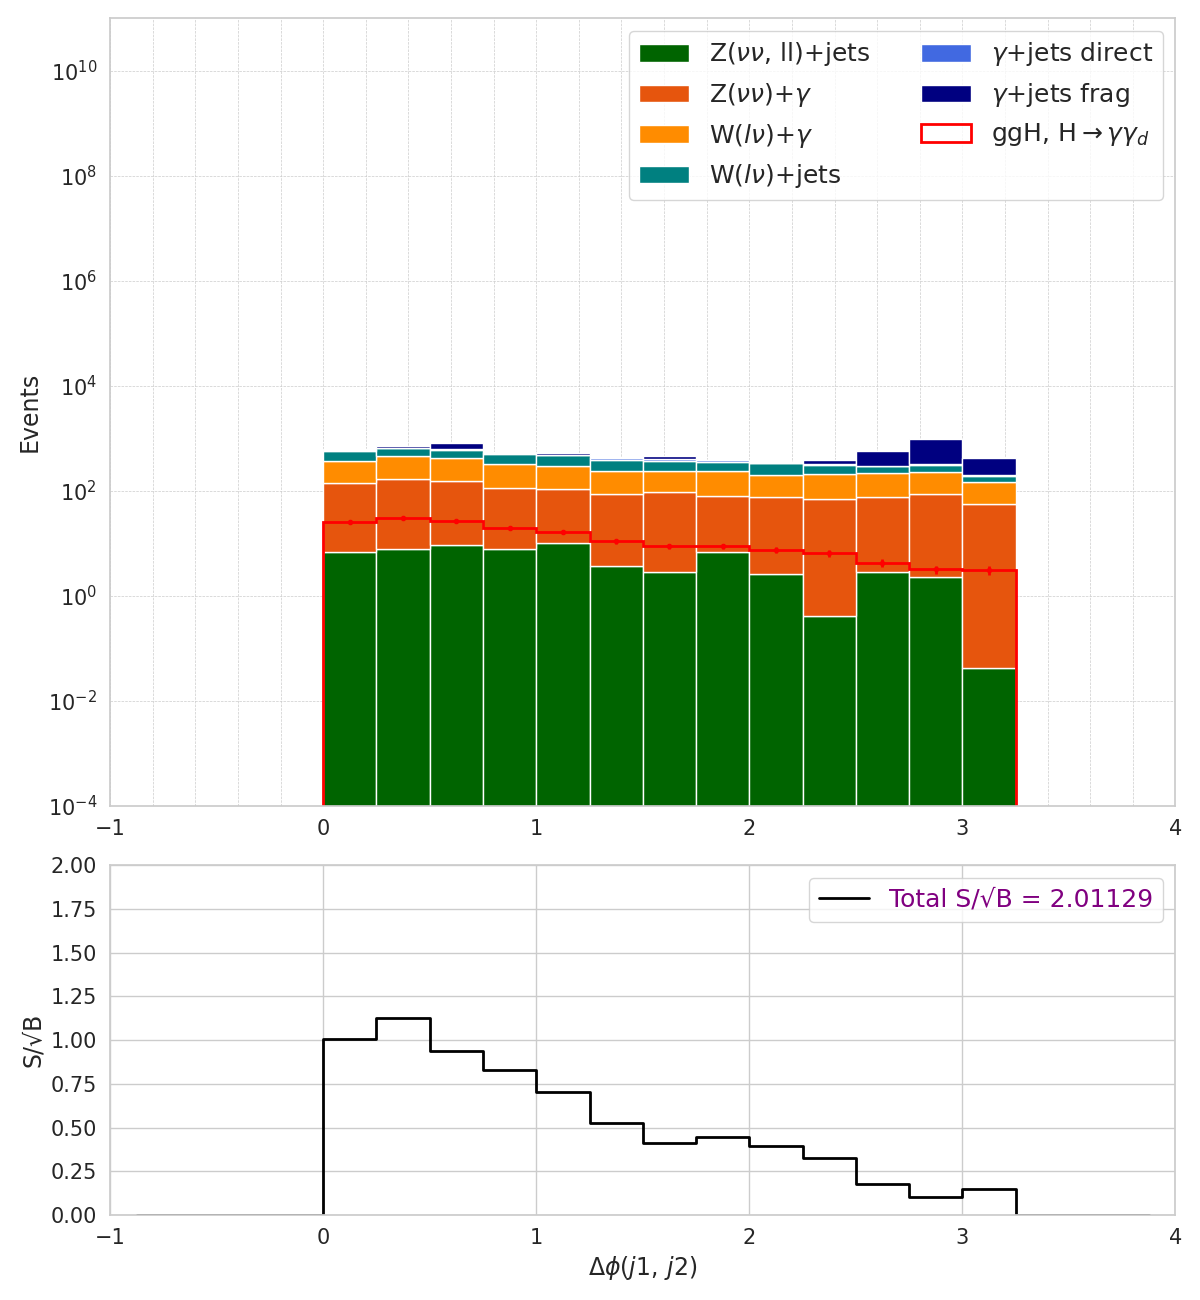 Z(νν, ll)+jets
Z(νν)+γ
W(lν)+γ
W(lν)+jets
γ+jets direct
γ+jets frag
ggH, H→γγ_d
Events
10^10
10^8
10^6
10^4
10^2
10^0
10^−2
10^−4
−1 0 1 2 3 4
Total S/√B = 2.01129
S/√B
2.00
1.75
1.50
1.25
1.00
0.75
0.50
0.25
0.00
−1 0 1 2 3 4
Δϕ(j1, j2)